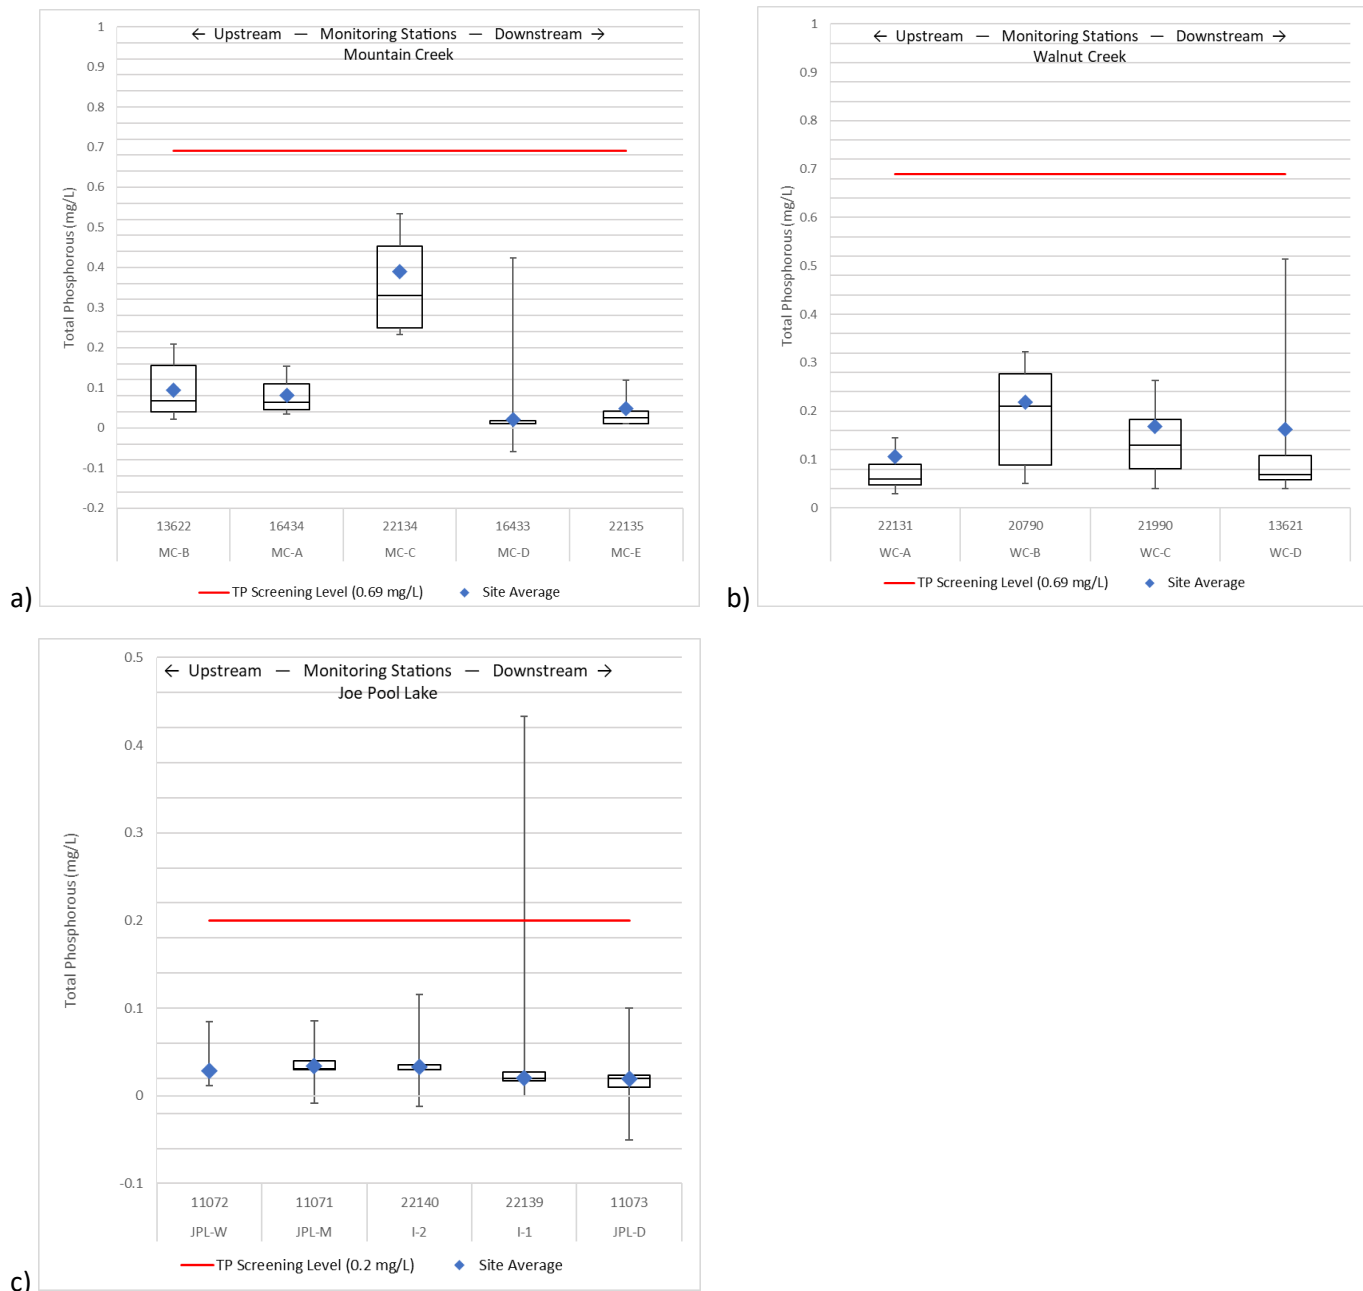 ← Upstream — Monitoring Stations — Downstream →
Mountain Creek
Total Phosphorous (mg/L)
1
0.9
0.8
0.7
0.6
0.5
0.4
0.3
0.2
0.1
0
-0.1
-0.2
13622 16434 22134 16433 22135
MC-B MC-A MC-C MC-D MC-E
TP Screening Level (0.69 mg/L) Site Average
a)
← Upstream — Monitoring Stations — Downstream →
Walnut Creek
Total Phosphorous (mg/L)
1
0.9
0.8
0.7
0.6
0.5
0.4
0.3
0.2
0.1
0
22131 20790 21990 13621
WC-A WC-B WC-C WC-D
TP Screening Level (0.69 mg/L) Site Average
b)
← Upstream — Monitoring Stations — Downstream →
Joe Pool Lake
Total Phosphorous (mg/L)
0.5
0.4
0.3
0.2
0.1
0
-0.1
11072 11071 22140 22139 11073
JPL-W JPL-M I-2 I-1 JPL-D
TP Screening Level (0.2 mg/L) Site Average
c)